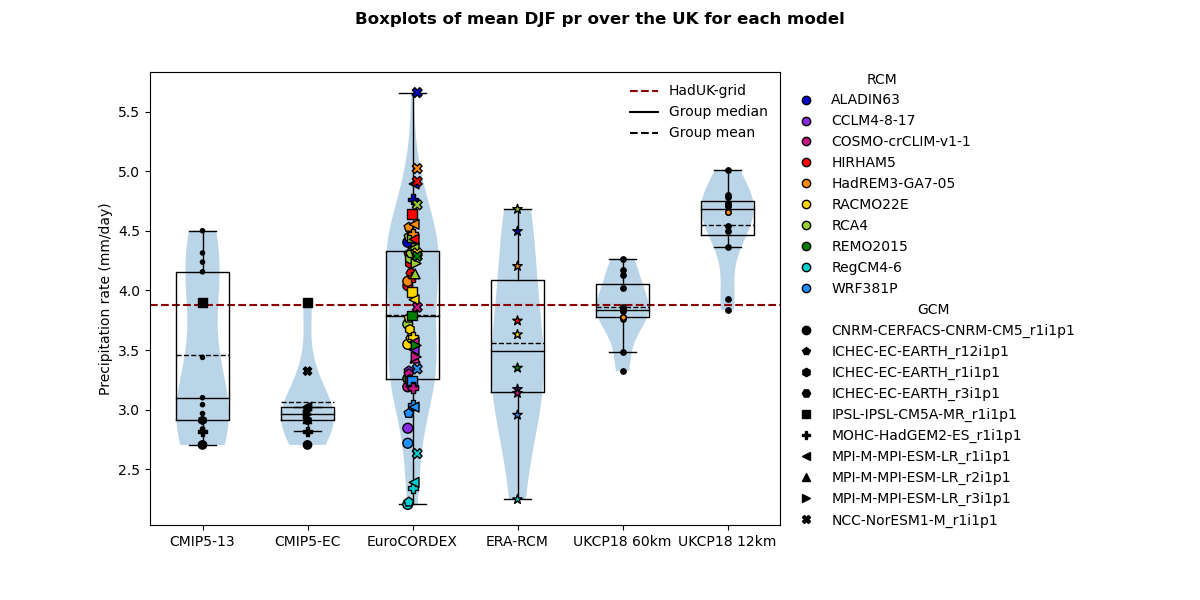 Boxplots of mean DJF pr over the UK for each model
Precipitation rate (mm/day)
5.5
5.0
4.5
4.0
3.5
3.0
2.5
CMIP5-13
CMIP5-EC
EuroCORDEX
ERA-RCM
UKCP18 60km
UKCP18 12km
HadUK-grid
Group median
Group mean
RCM
ALADIN63
CCLM4-8-17
COSMO-crCLIM-v1-1
HIRHAM5
HadREM3-GA7-05
RACMO22E
RCA4
REMO2015
RegCM4-6
WRF381P
GCM
CNRM-CERFACS-CNRM-CM5_r1i1p1
ICHEC-EC-EARTH_r12i1p1
ICHEC-EC-EARTH_r1i1p1
ICHEC-EC-EARTH_r3i1p1
IPSL-IPSL-CM5A-MR_r1i1p1
MOHC-HadGEM2-ES_r1i1p1
MPI-M-MPI-ESM-LR_r1i1p1
MPI-M-MPI-ESM-LR_r2i1p1
MPI-M-MPI-ESM-LR_r3i1p1
NCC-NorESM1-M_r1i1p1